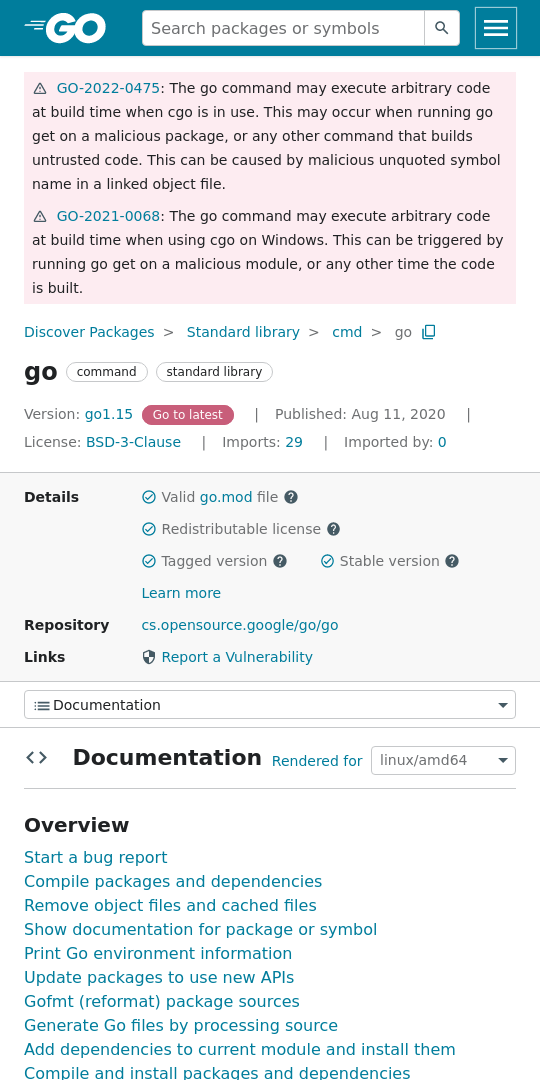 GO
Search packages or symbols
GO-2022-0475: The go command may execute arbitrary code
at build time when cgo is in use. This may occur when running go
get on a malicious package, or any other command that builds
untrusted code. This can be caused by malicious unquoted symbol
name in a linked object file.
GO-2021-0068: The go command may execute arbitrary code
at build time when using cgo on Windows. This can be triggered by
running go get on a malicious module, or any other time the code
is built.
Discover Packages > Standard library > cmd > go
go command standard library
Version: go1.15 Go to latest | Published: Aug 11, 2020 |
License: BSD-3-Clause | Imports: 29 | Imported by: 0
Details Valid go.mod file
Redistributable license
Tagged version Stable version
Learn more
Repository cs.opensource.google/go/go
Links Report a Vulnerability
Documentation
Documentation Rendered for linux/amd64
Overview
Start a bug report
Compile packages and dependencies
Remove object files and cached files
Show documentation for package or symbol
Print Go environment information
Update packages to use new APIs
Gofmt (reformat) package sources
Generate Go files by processing source
Add dependencies to current module and install them
Compile and install packages and dependencies